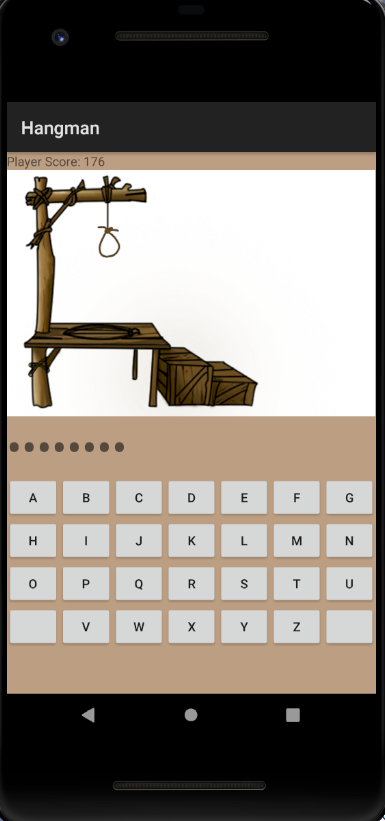 Hangman
Player Score: 176
A B C D E F G
H I J K L M N
O P Q R S T U
V W X Y Z